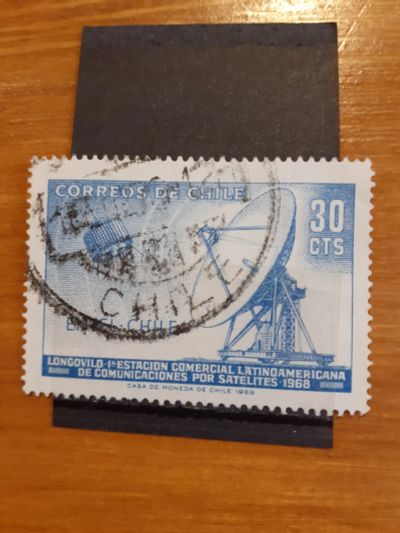 CORREOS DE CHILE
30
CTS
CHILE
CHILE
LONGOVILO-1ª ESTACION COMERCIAL LATINOAMERICANA
DE COMUNICACIONES POR SATELITES-1968
CASA DE MONEDA DE CHILE 1969